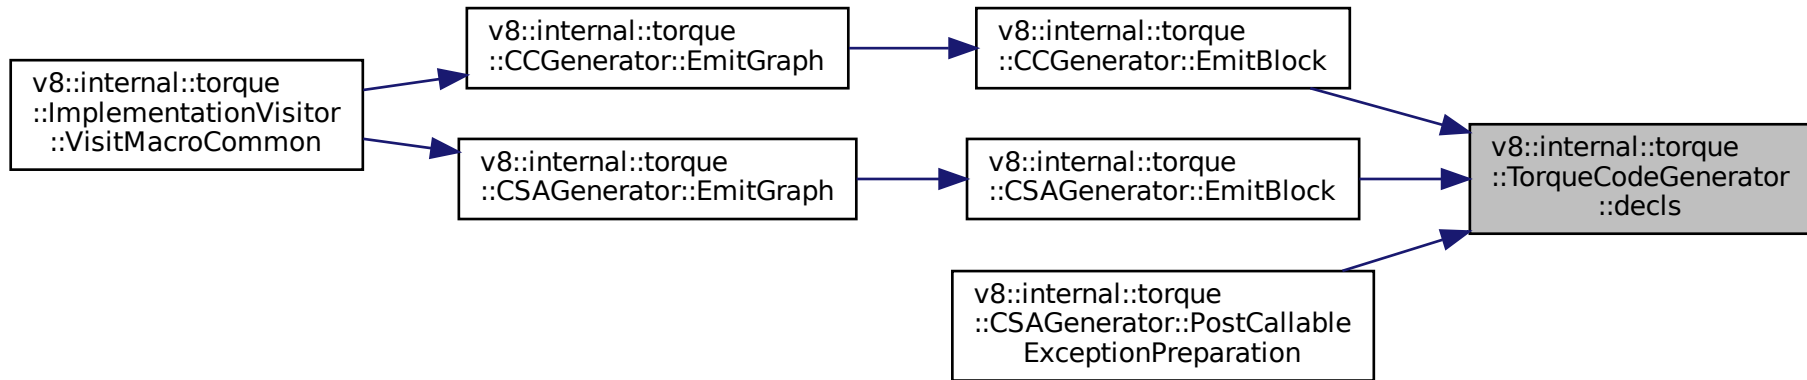 v8::internal::torque
::ImplementationVisitor
::VisitMacroCommon
v8::internal::torque
::CCGenerator::EmitGraph
v8::internal::torque
::CSAGenerator::EmitGraph
v8::internal::torque
::CCGenerator::EmitBlock
v8::internal::torque
::CSAGenerator::EmitBlock
v8::internal::torque
::CSAGenerator::PostCallable
ExceptionPreparation
v8::internal::torque
::TorqueCodeGenerator
::decls